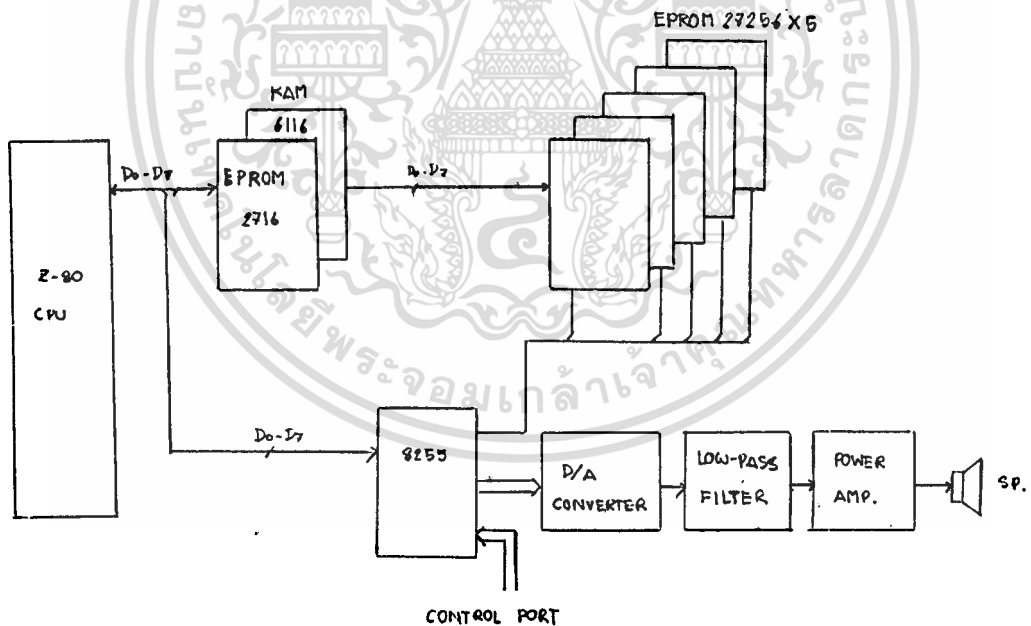 EPROM 27256 X 5
RAM
6116
EPROM
2716
D0-D7
D0-D7
Z-80
CPU
D0-D7
8255
D/A
CONVERTER
LOW-PASS
FILTER
POWER
AMP.
SP.
CONTROL PORT